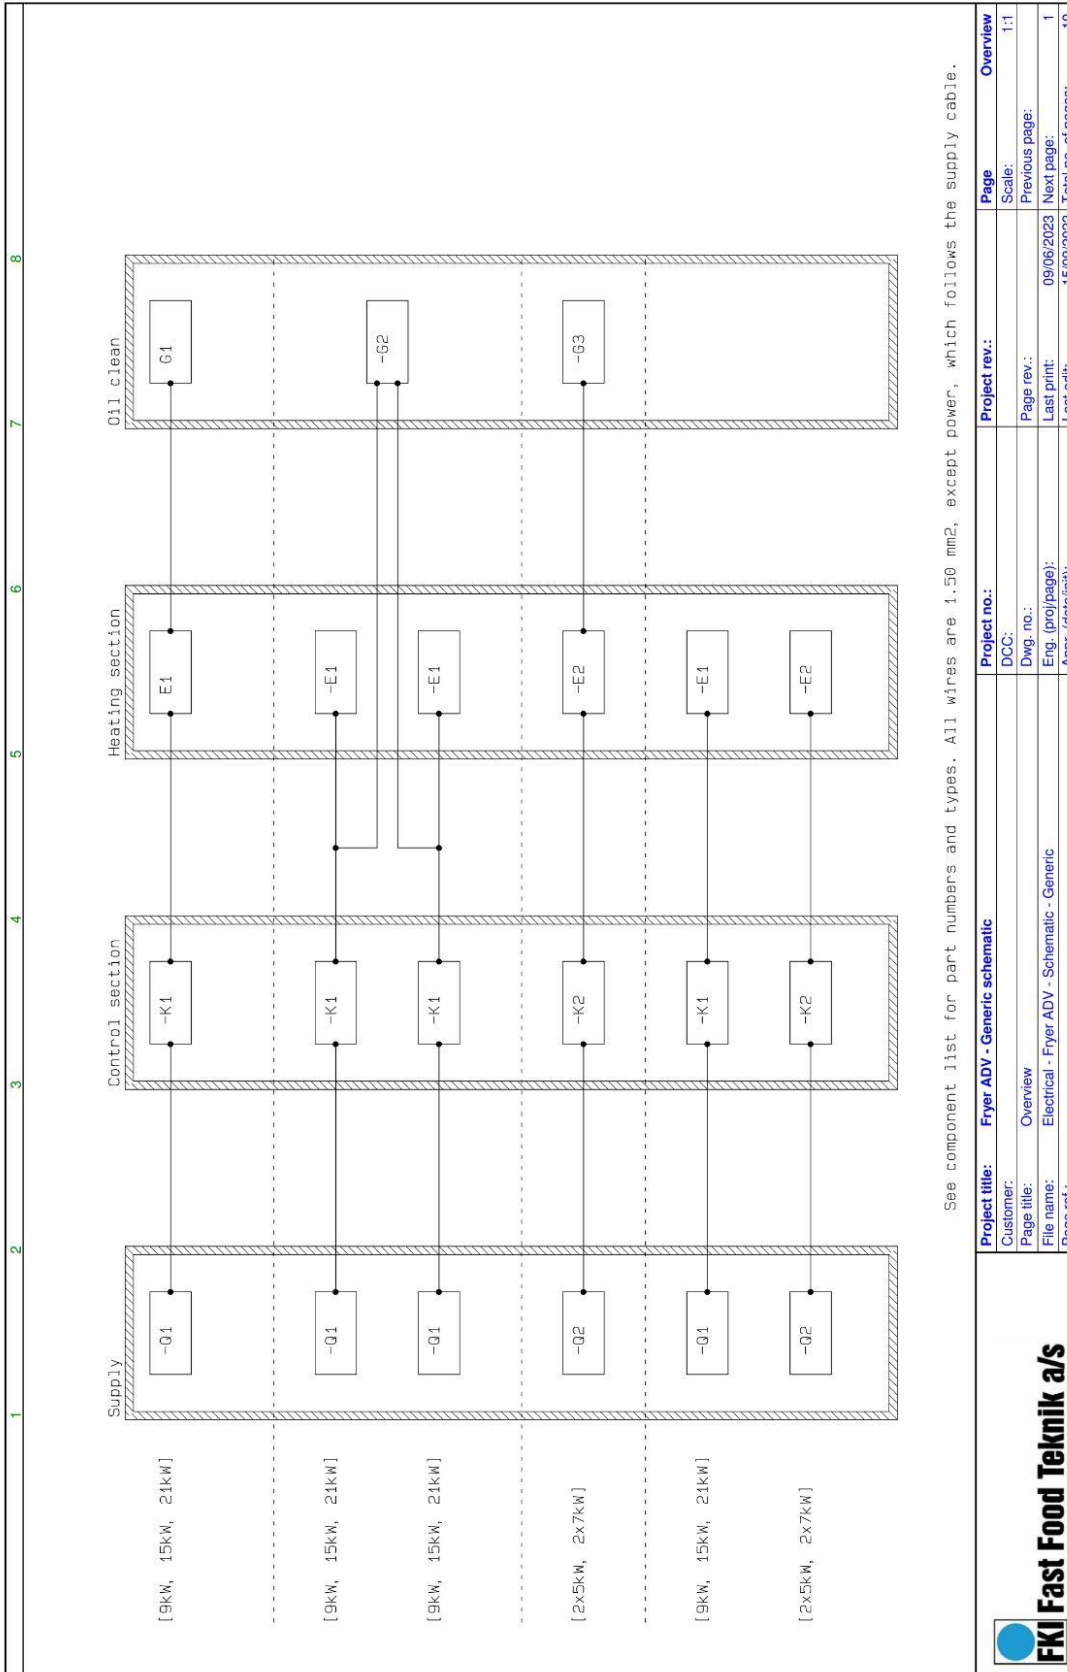 1 2 3 4 5 6 7 8
Supply Control section Heating section Oil clean
[9kW, 15kW, 21kW] -Q1 -K1 E1 G1
[9kW, 15kW, 21kW] -Q1 -K1 -E1
-G2
[9kW, 15kW, 21kW] -Q1 -K1 -E1
[2x5kW, 2x7kW] -Q2 -K2 -E2 -G3
[9kW, 15kW, 21kW] -Q1 -K1 -E1
[2x5kW, 2x7kW] -Q2 -K2 -E2
See component list for part numbers and types. All wires are 1.50 mm2, except power, which follows the supply cable.
FKI Fast Food Teknik a/s
Project title: Fryer ADV - Generic schematic Project no.: Project rev.: Page Overview
Customer: DCC: Scale: 1:1
Page title: Overview Dwg. no.: Page rev.: Previous page:
File name: Electrical - Fryer ADV - Schematic - Generic Eng. (proj/page): Last print: 09/06/2023 Next page: 1